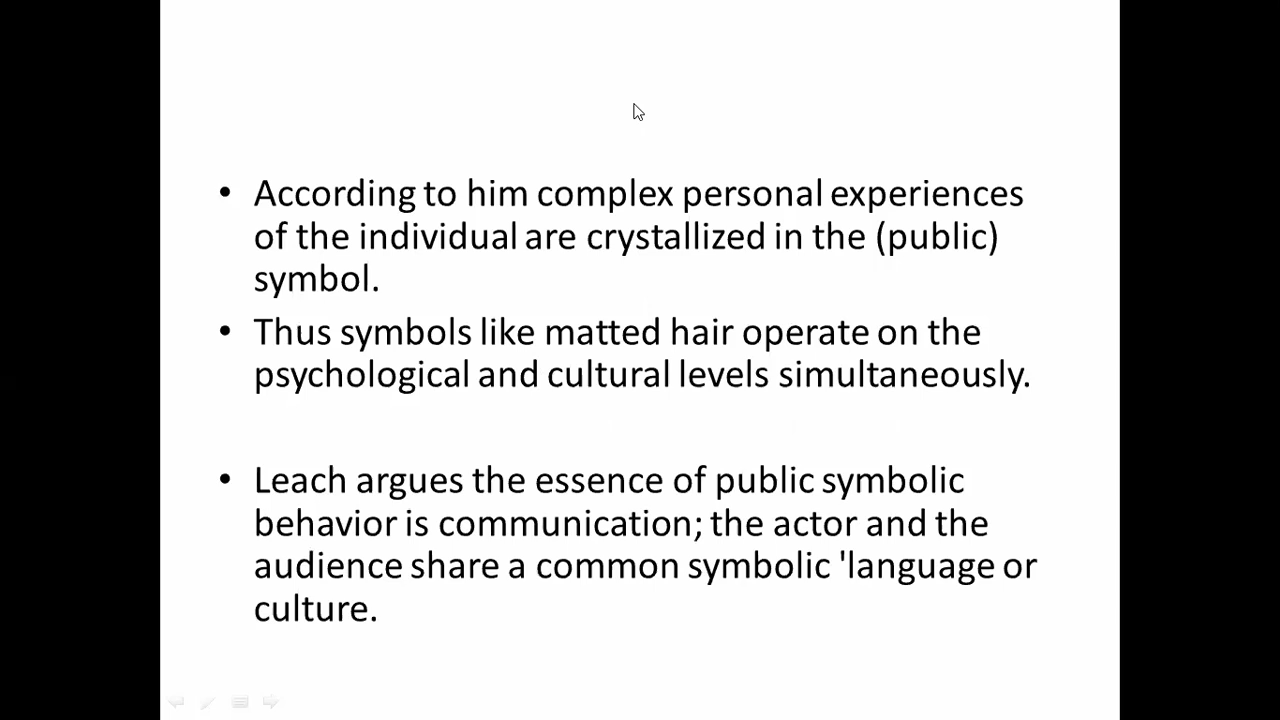 • According to him complex personal experiences
of the individual are crystallized in the (public)
symbol.
• Thus symbols like matted hair operate on the
psychological and cultural levels simultaneously.
• Leach argues the essence of public symbolic
behavior is communication; the actor and the
audience share a common symbolic 'language or
culture.